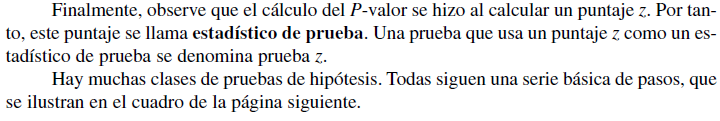 Finalmente, observe que el cálculo del P-valor se hizo al calcular un puntaje z. Por tan-
to, este puntaje se llama estadístico de prueba. Una prueba que usa un puntaje z como un es-
tadístico de prueba se denomina prueba z.
Hay muchas clases de pruebas de hipótesis. Todas siguen una serie básica de pasos, que
se ilustran en el cuadro de la página siguiente.